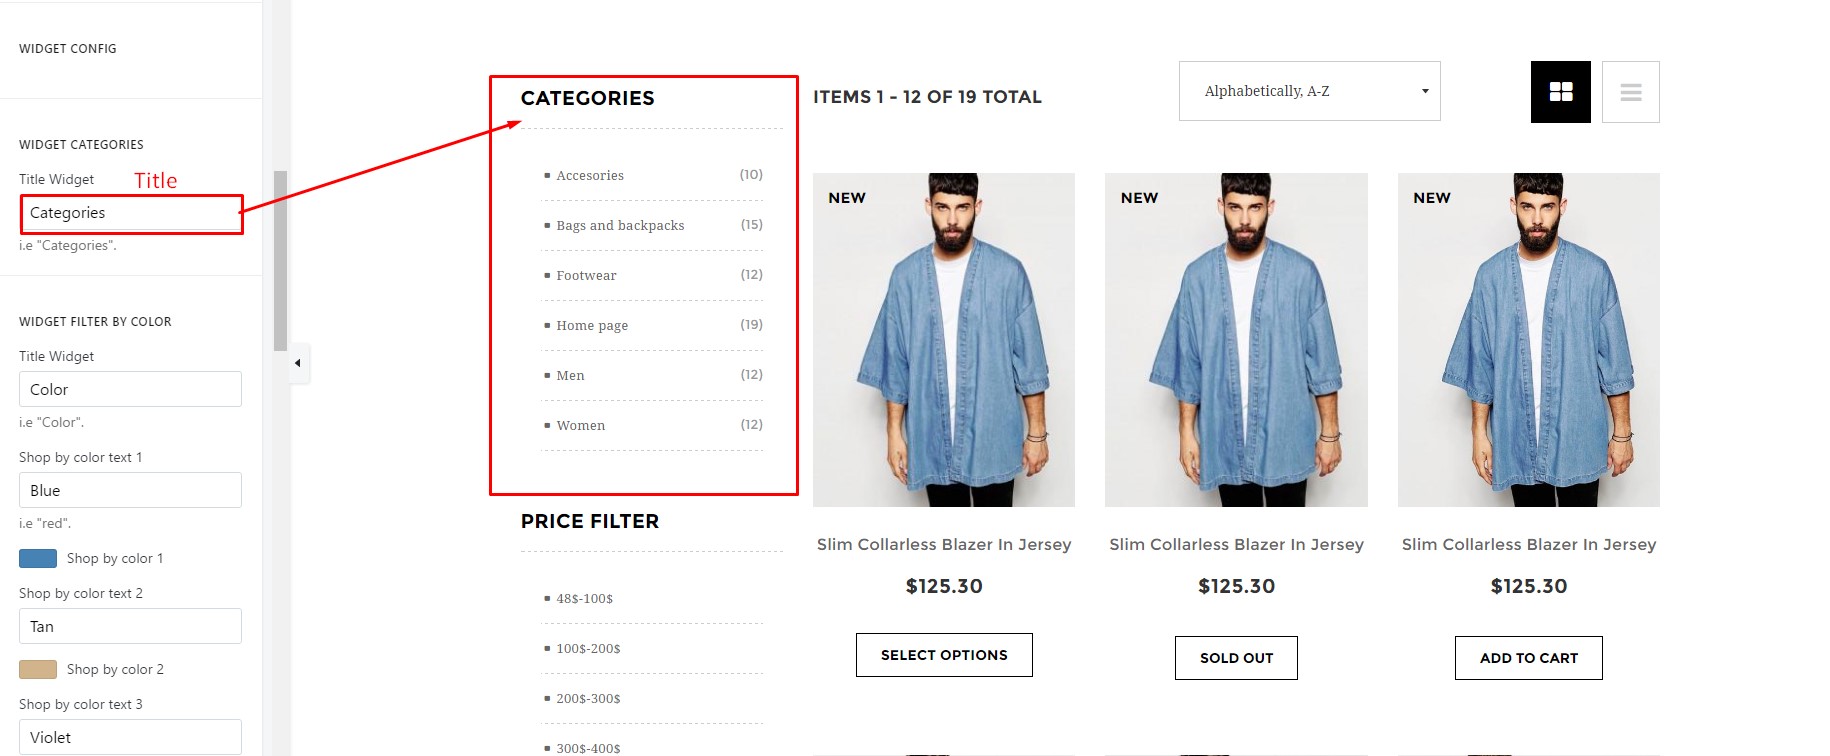 WIDGET CONFIG
WIDGET CATEGORIES
Title Widget
Title
Categories
i.e "Categories".
WIDGET FILTER BY COLOR
Title Widget
Color
i.e "Color".
Shop by color text 1
Blue
i.e "red".
Shop by color 1
Shop by color text 2
Tan
Shop by color 2
Shop by color text 3
Violet
CATEGORIES
Accesories (10)
Bags and backpacks (15)
Footwear (12)
Home page (19)
Men (12)
Women (12)
PRICE FILTER
48$-100$
100$-200$
200$-300$
300$-400$
ITEMS 1 - 12 OF 19 TOTAL
Alphabetically, A-Z
NEW
Slim Collarless Blazer In Jersey
$125.30
SELECT OPTIONS
NEW
Slim Collarless Blazer In Jersey
$125.30
SOLD OUT
NEW
Slim Collarless Blazer In Jersey
$125.30
ADD TO CART